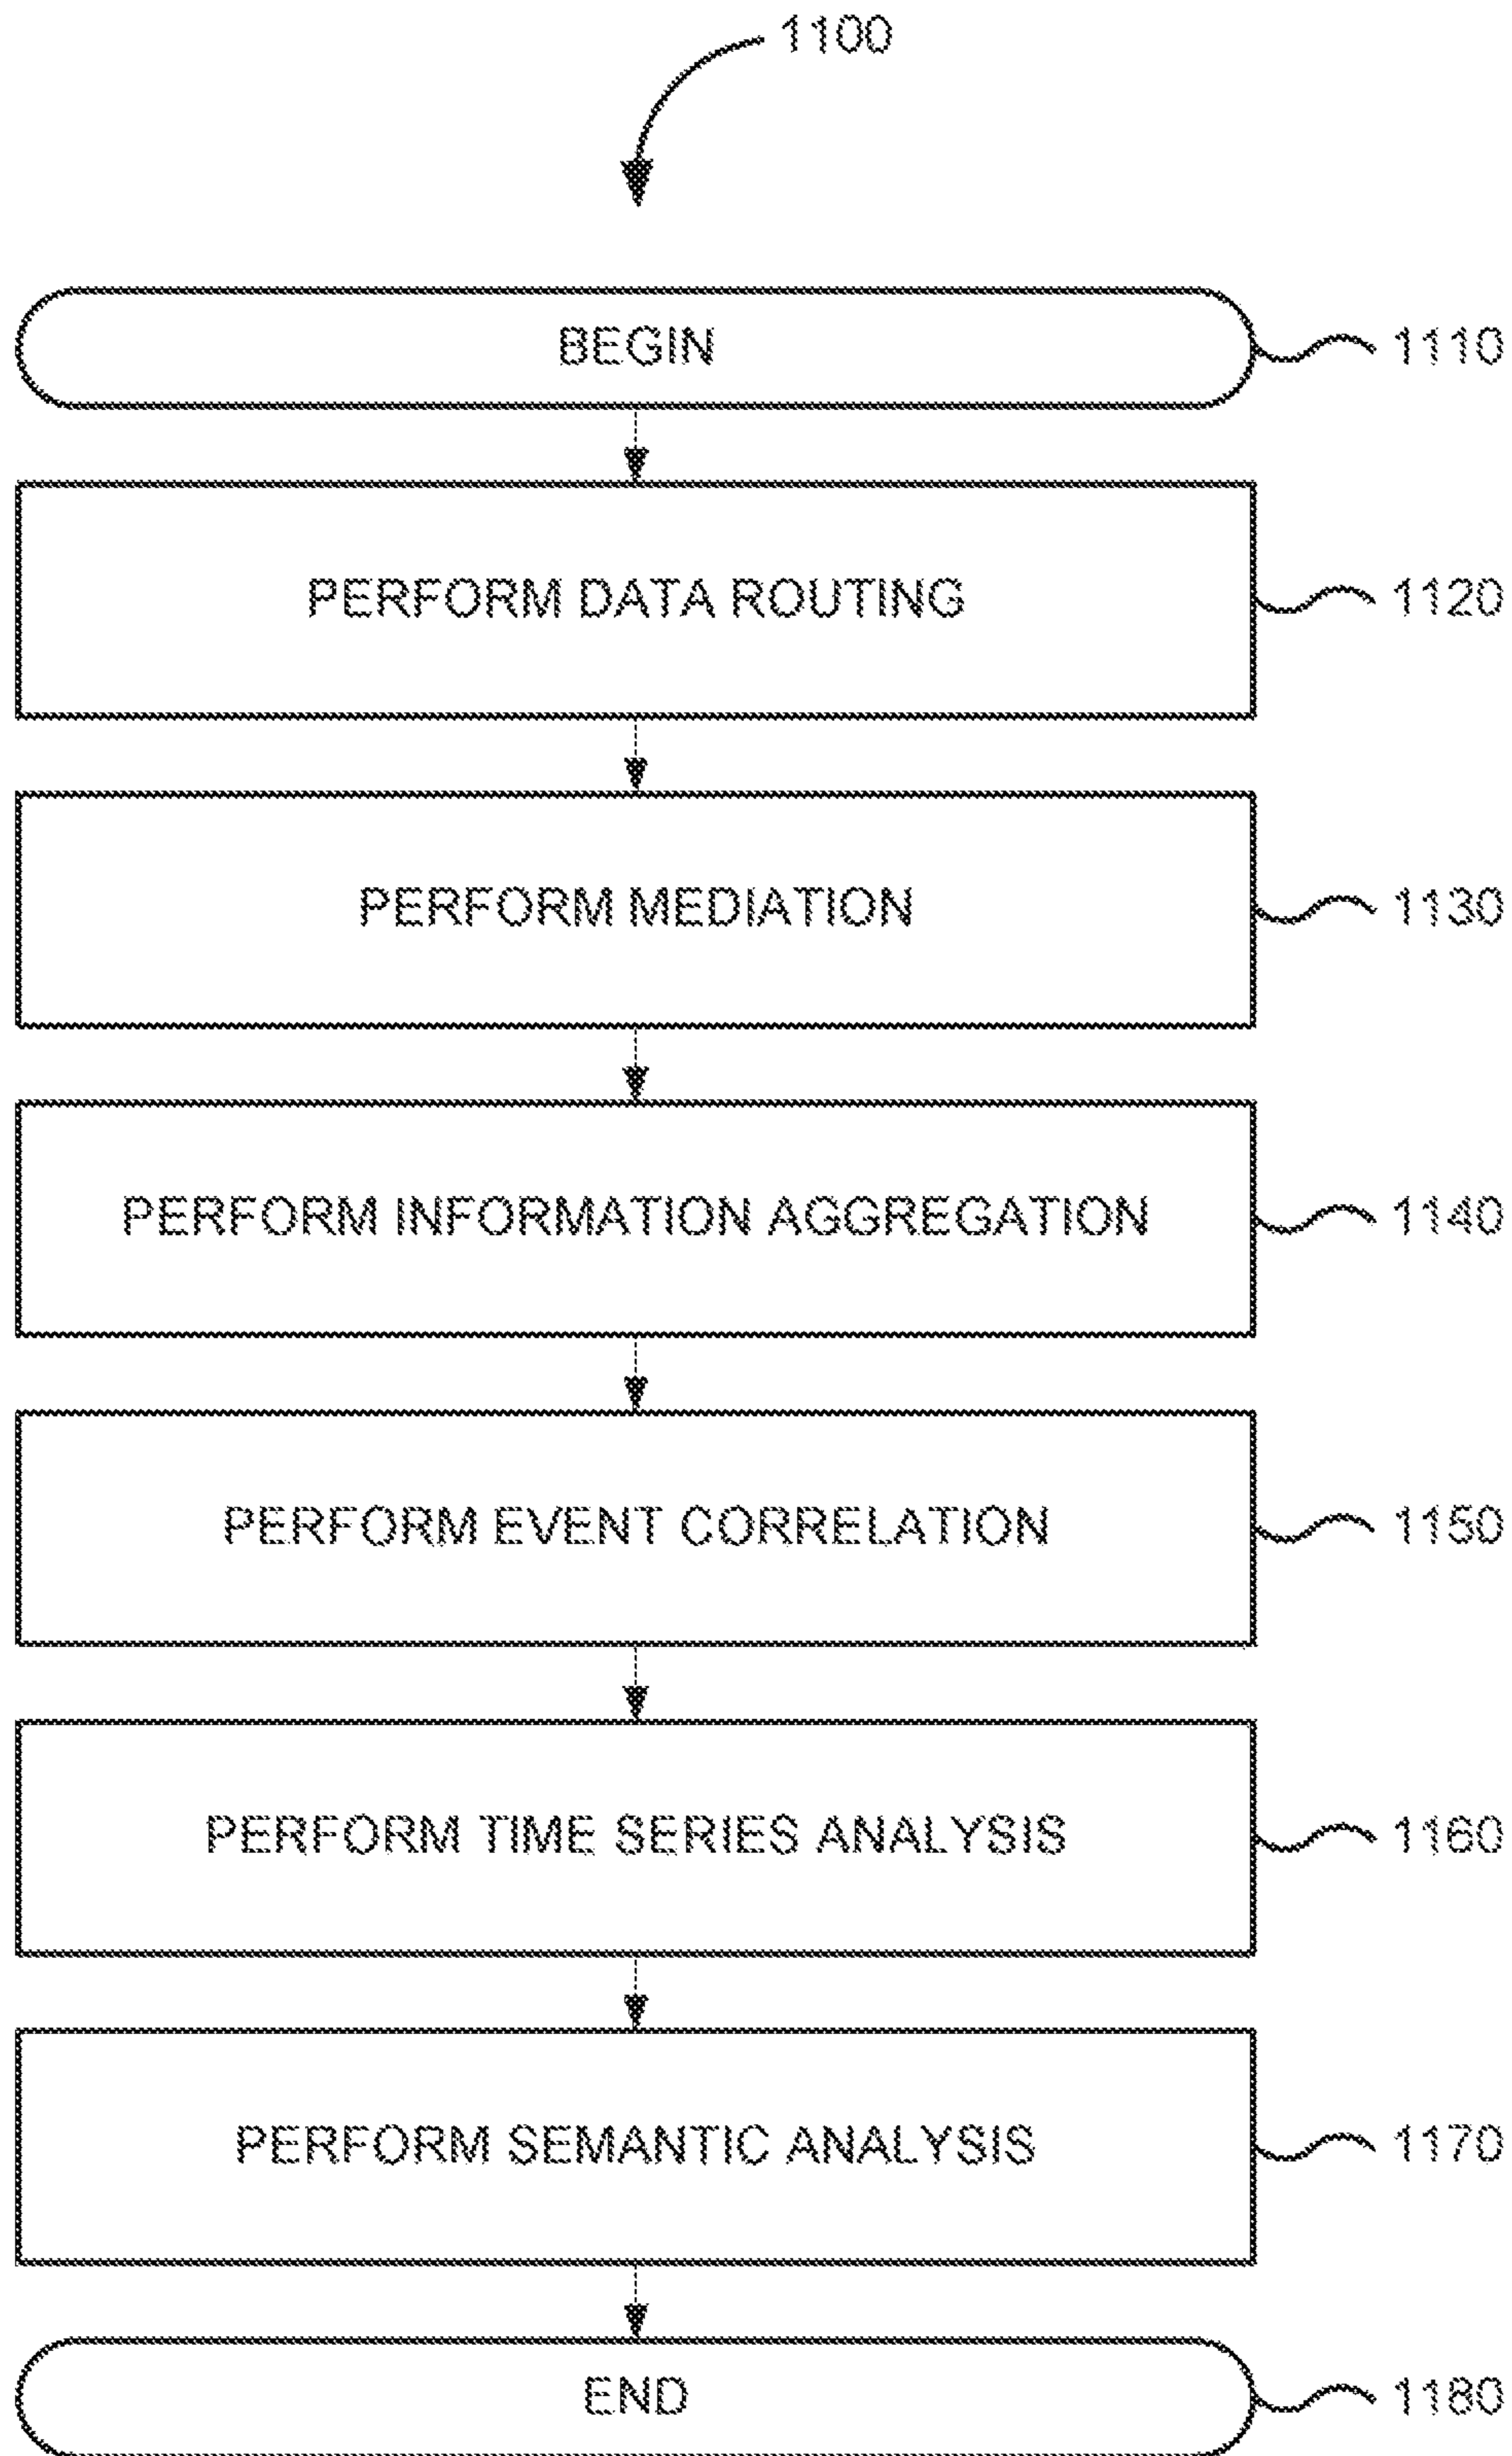 1100
BEGIN
1110
PERFORM DATA ROUTING
1120
PERFORM MEDIATION
1130
PERFORM INFORMATION AGGREGATION
1140
PERFORM EVENT CORRELATION
1150
PERFORM TIME SERIES ANALYSIS
1160
PERFORM SEMANTIC ANALYSIS
1170
END
1180